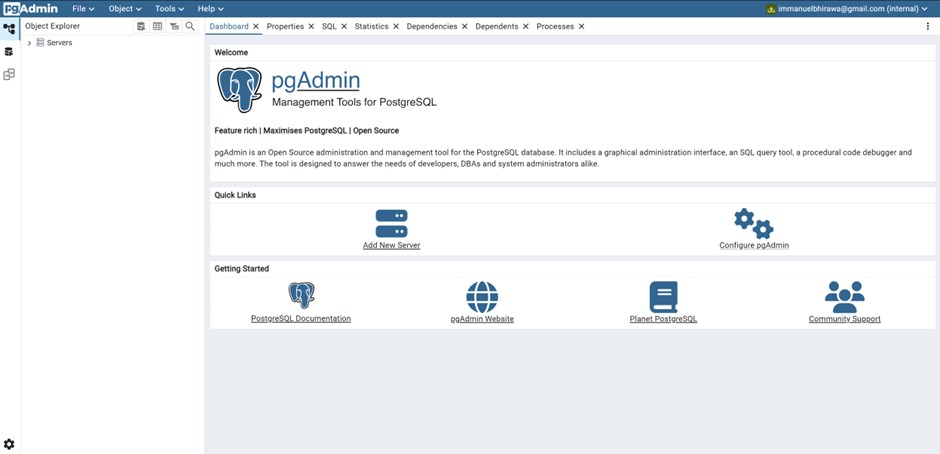 pgAdmin File Object Tools Help immanuelbhirawa@gmail.com (internal)
Object Explorer
Dashboard Properties SQL Statistics Dependencies Dependents Processes
Servers
Welcome
pgAdmin
Management Tools for PostgreSQL
Feature rich | Maximises PostgreSQL | Open Source
pgAdmin is an Open Source administration and management tool for the PostgreSQL database. It includes a graphical administration interface, an SQL query tool, a procedural code debugger and
much more. The tool is designed to answer the needs of developers, DBAs and system administrators alike.
Quick Links
Add New Server Configure pgAdmin
Getting Started
PostgreSQL Documentation pgAdmin Website Planet PostgreSQL Community Support